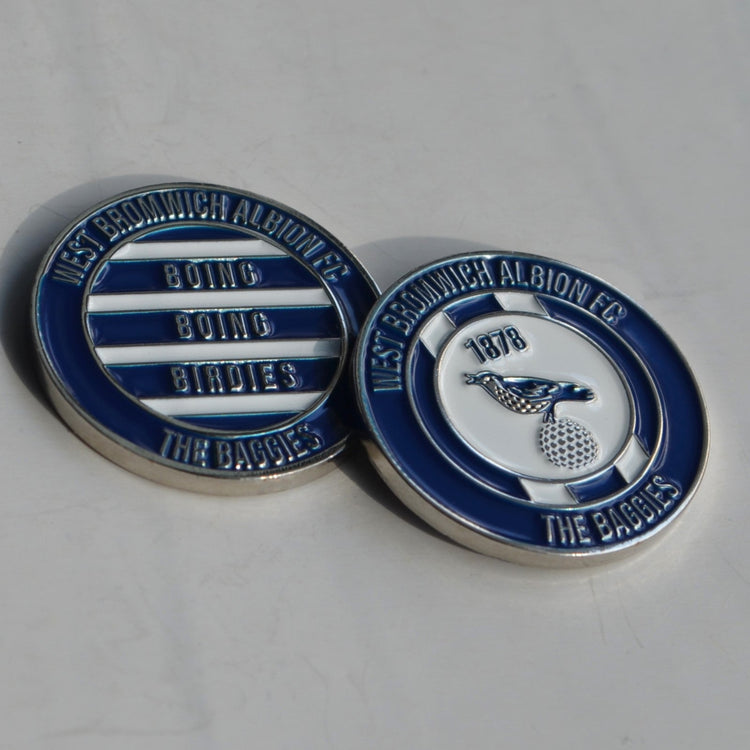 WEST BROMWICH ALBION FC
BOING
BOING
BIRDIES
THE BAGGIES
WEST BROMWICH ALBION FC
1878
THE BAGGIES